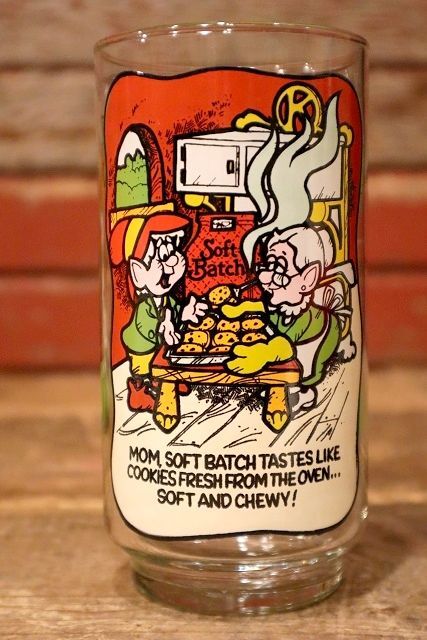 K
Soft
Batch
MOM, SOFT BATCH TASTES LIKE
COOKIES FRESH FROM THE OVEN...
SOFT AND CHEWY!